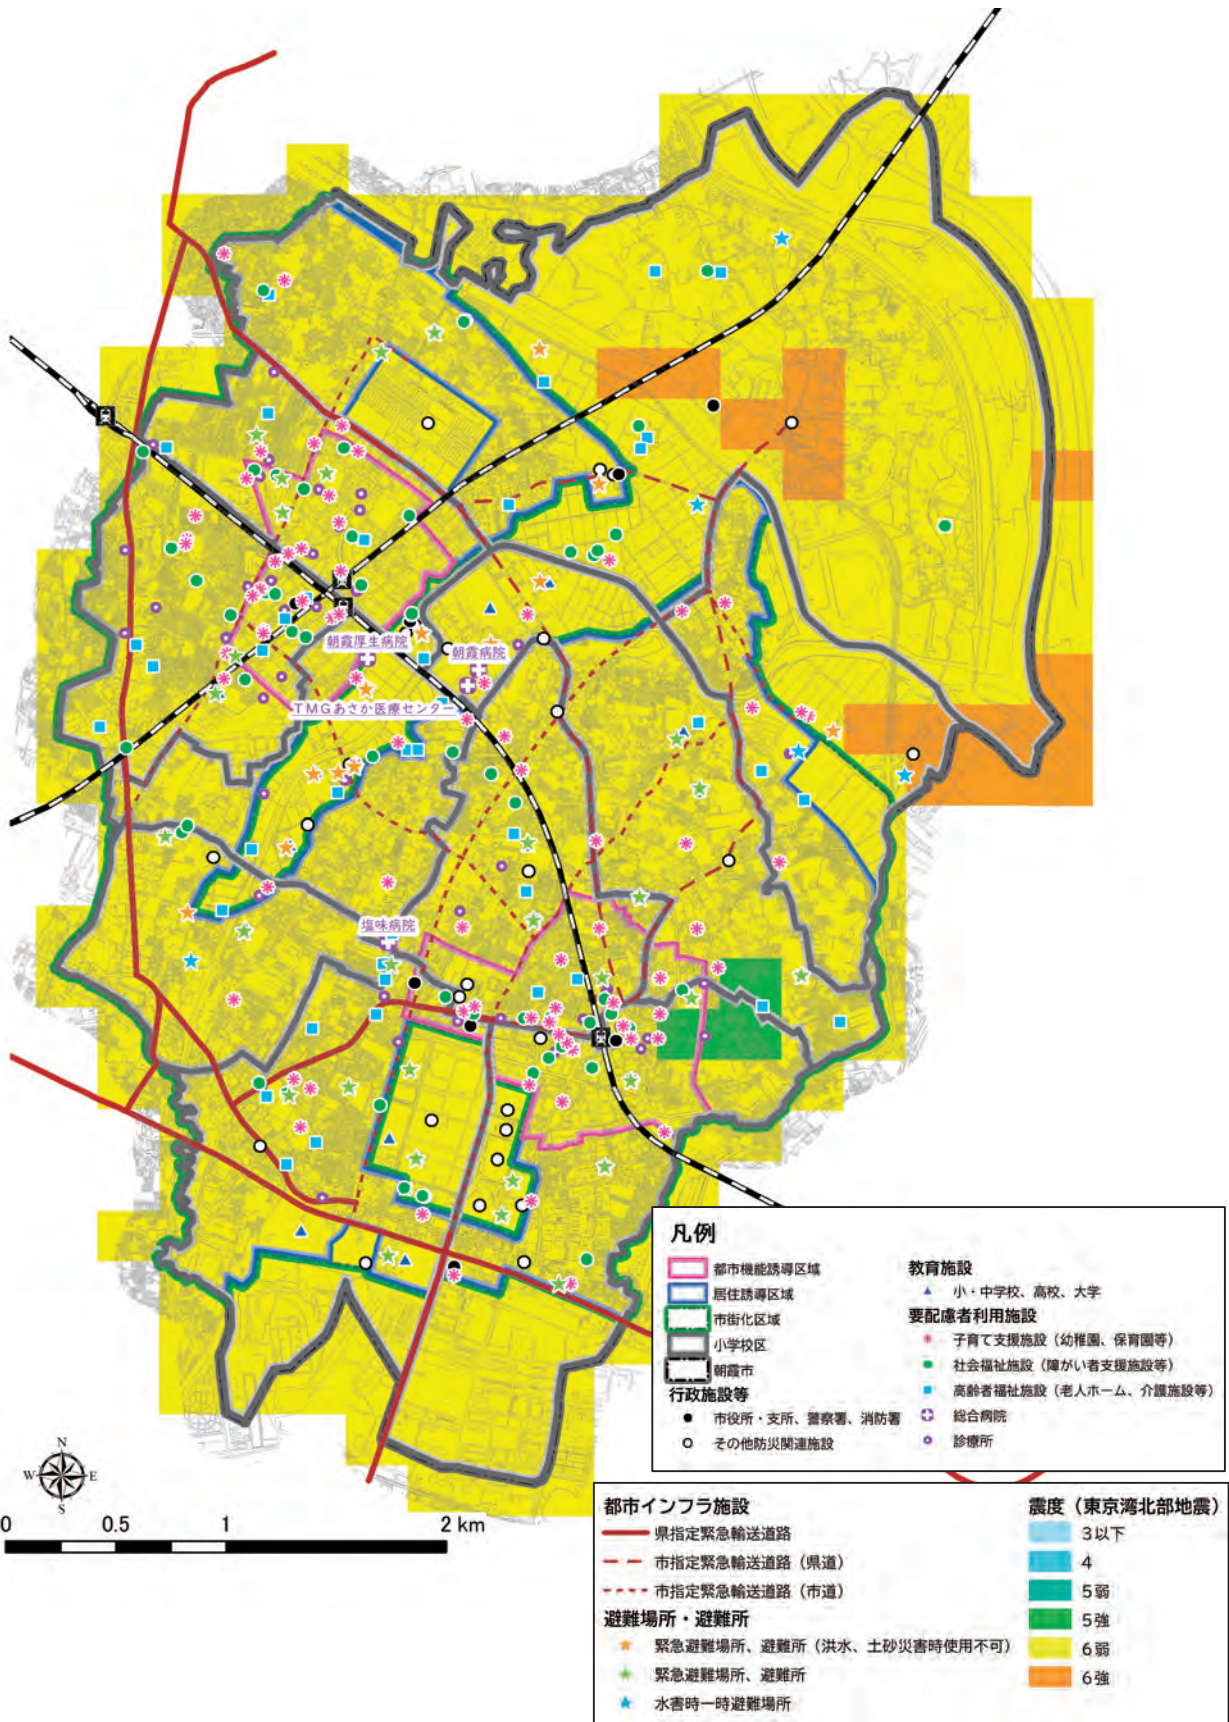 朝霞厚生病院
朝霞病院
TMGあさか医療センター
塩味病院
凡例
都市機能誘導区域
居住誘導区域
市街化区域
小学校区
朝霞市
行政施設等
市役所・支所、警察署、消防署
その他防災関連施設
教育施設
小・中学校、高校、大学
要配慮者利用施設
子育て支援施設（幼稚園、保育園等）
社会福祉施設（障がい者支援施設等）
高齢者福祉施設（老人ホーム、介護施設等）
総合病院
診療所
N
W E
S
0 0.5 1 2 km
都市インフラ施設
県指定緊急輸送道路
市指定緊急輸送道路（県道）
市指定緊急輸送道路（市道）
避難場所・避難所
緊急避難場所、避難所（洪水、土砂災害時使用不可）
緊急避難場所、避難所
水害時一時避難場所
震度（東京湾北部地震）
3以下
4
5弱
5強
6弱
6強